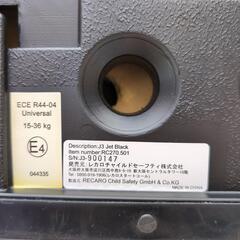 ECE R44-04
Universal
15-36 kg
E4
044335
Description:J3 Jet Black
Item number:RC270.501
S/N:J3-900147
発売元:レカロチャイルドセーフティ株式会社
RECARO Child Safety GmbH & Co.KG
MADE IN CHINA